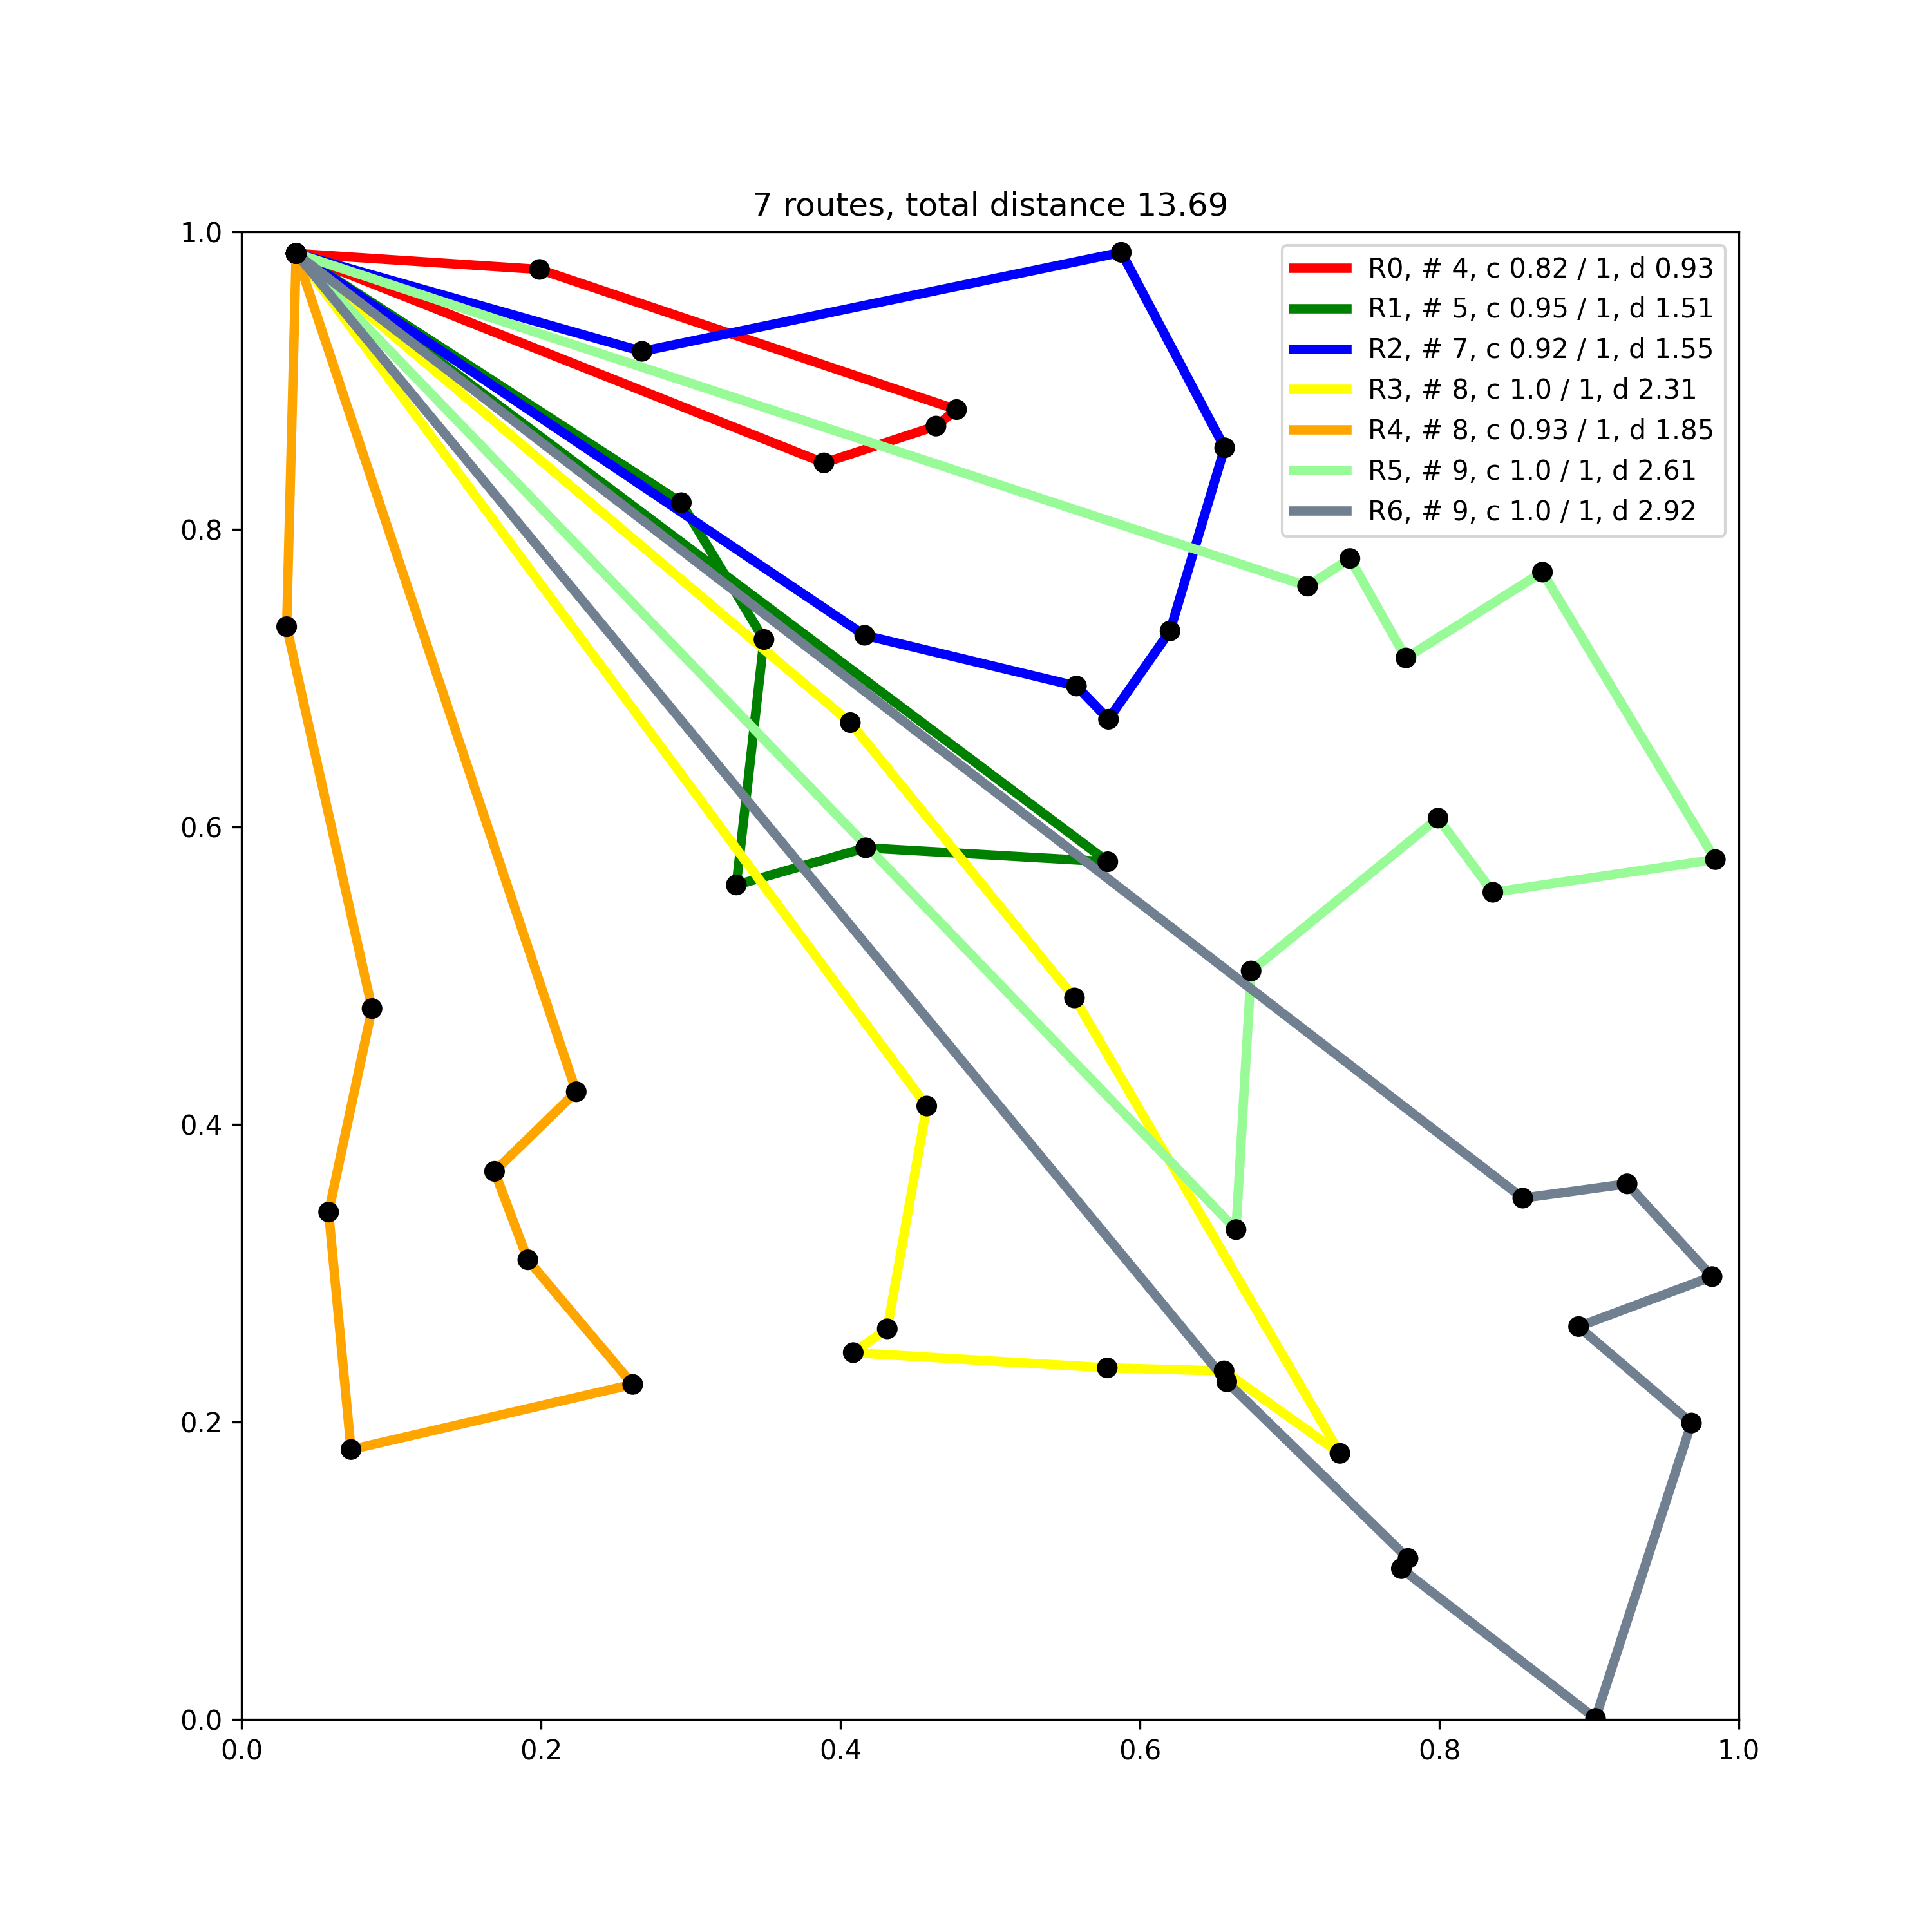 7 routes, total distance 13.69
1.0
R0, # 4, c 0.82 / 1, d 0.93
R1, # 5, c 0.95 / 1, d 1.51
R2, # 7, c 0.92 / 1, d 1.55
R3, # 8, c 1.0 / 1, d 2.31
R4, # 8, c 0.93 / 1, d 1.85
R5, # 9, c 1.0 / 1, d 2.61
R6, # 9, c 1.0 / 1, d 2.92
0.8
0.6
0.4
0.2
0.0
0.0 0.2 0.4 0.6 0.8 1.0